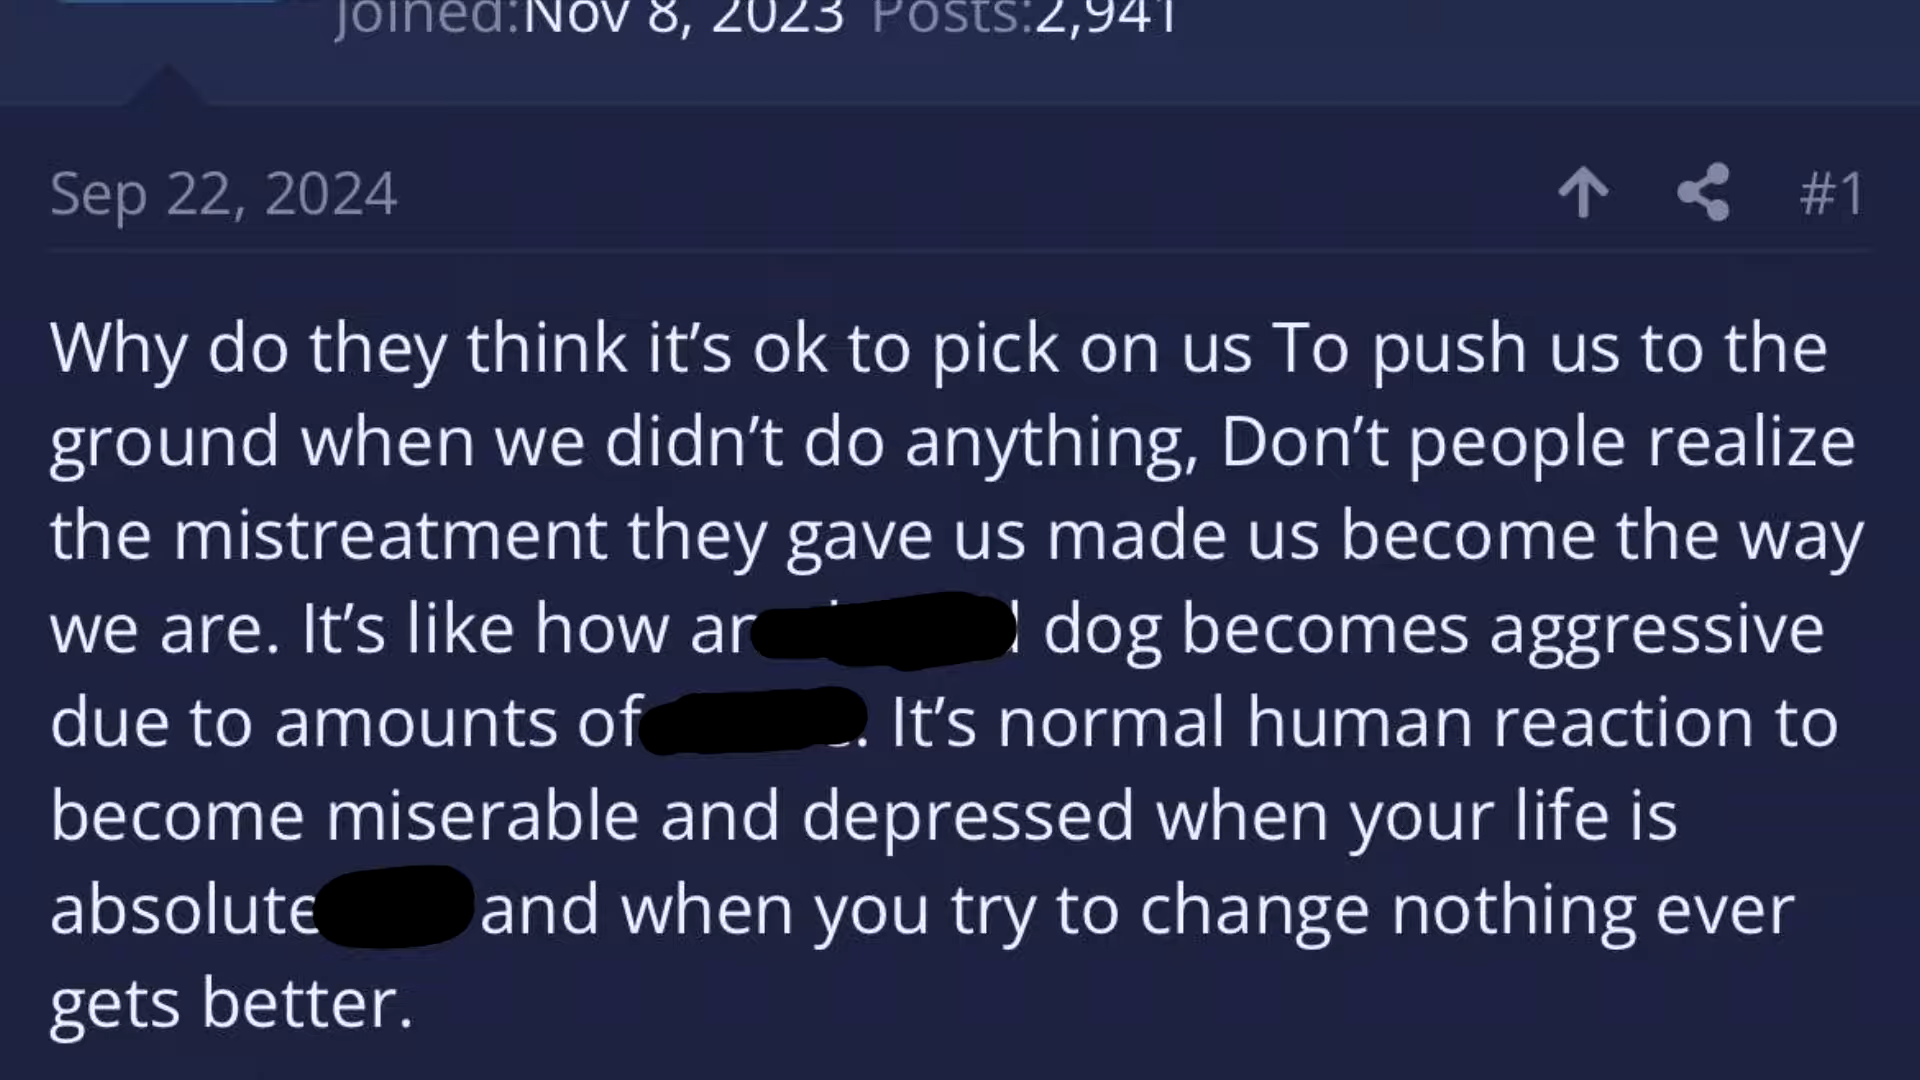 Joined:Nov 8, 2023 Posts:2,941
Sep 22, 2024 #1
Why do they think it’s ok to pick on us To push us to the
ground when we didn’t do anything, Don’t people realize
the mistreatment they gave us made us become the way
we are. It’s like how an dog becomes aggressive
due to amounts of . It’s normal human reaction to
become miserable and depressed when your life is
absolute and when you try to change nothing ever
gets better.